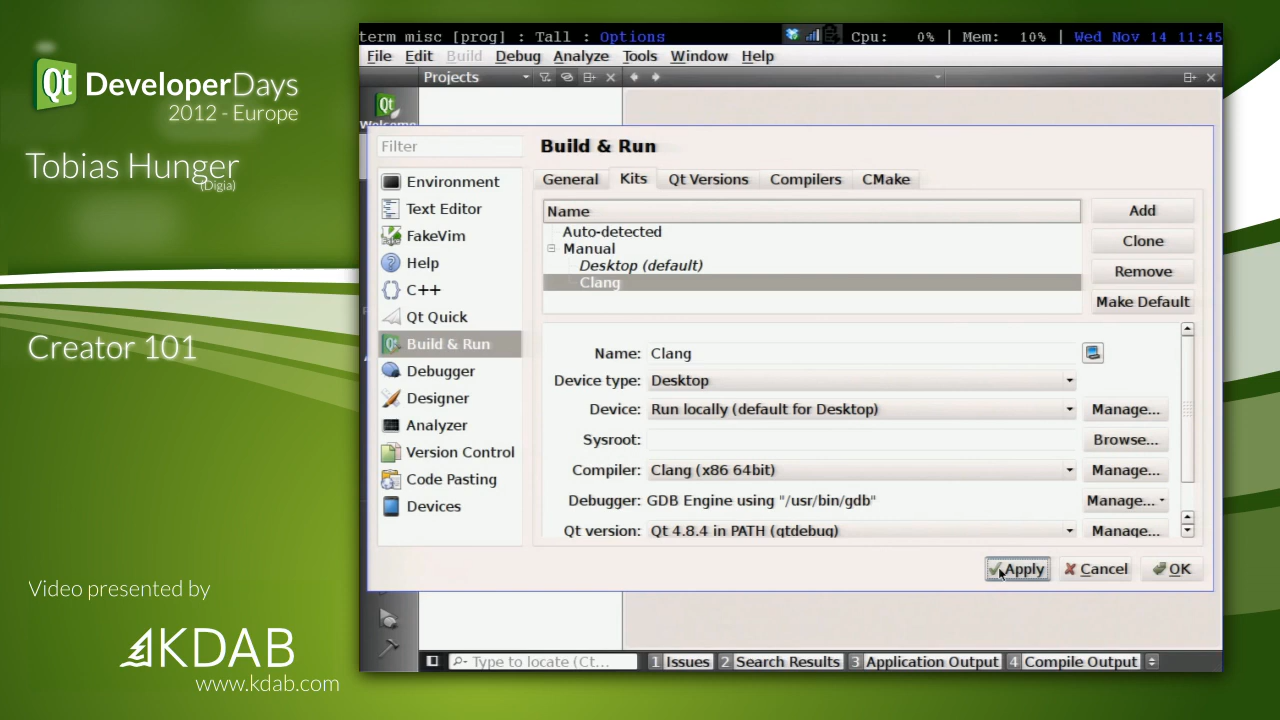 Qt DeveloperDays
2012 - Europe
Tobias Hunger
(Digia)
Creator 101
Video presented by
KDAB
www.kdab.com
term misc [prog] : Tall : Options Cpu: 0% | Mem: 10% | Wed Nov 14 11:45
File Edit Build Debug Analyze Tools Window Help
Projects
Qt
Welcome
Filter
Environment
Text Editor
FakeVim
Help
C++
Qt Quick
Build & Run
Debugger
Designer
Analyzer
Version Control
Code Pasting
Devices
Build & Run
General Kits Qt Versions Compilers CMake
Name
Auto-detected
Manual
Desktop (default)
Clang
Add
Clone
Remove
Make Default
Name: Clang
Device type: Desktop
Device: Run locally (default for Desktop) Manage...
Sysroot: Browse...
Compiler: Clang (x86 64bit) Manage...
Debugger: GDB Engine using "/usr/bin/gdb" Manage...
Qt version: Qt 4.8.4 in PATH (qtdebug) Manage...
Apply Cancel OK
Type to locate (Ct... 1 Issues 2 Search Results 3 Application Output 4 Compile Output